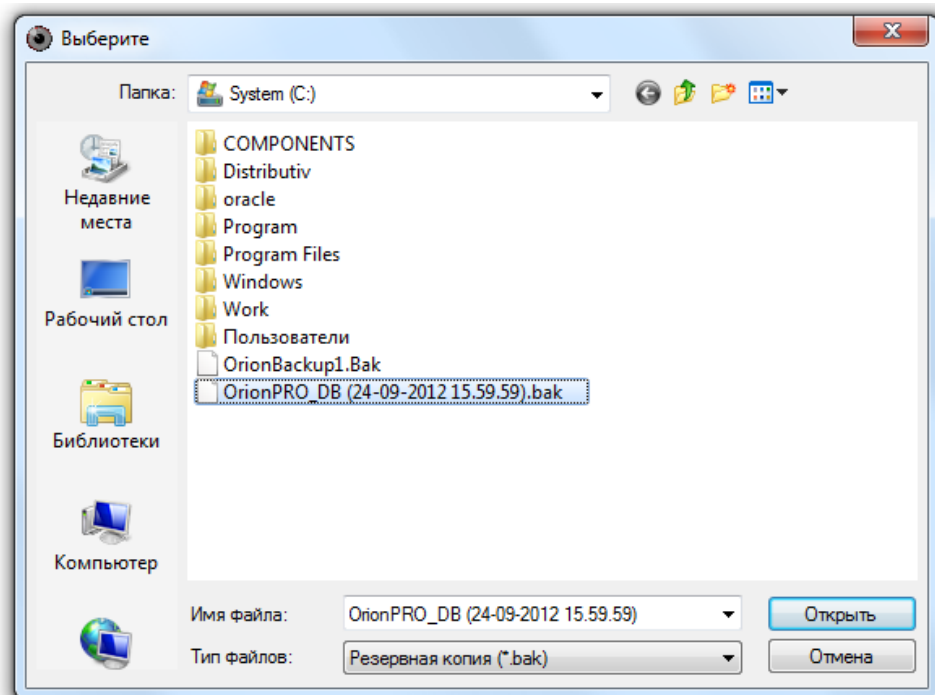 Выберите
Папка:
System (C:)
Недавние
места
Рабочий стол
Библиотеки
Компьютер
COMPONENTS
Distributiv
oracle
Program
Program Files
Windows
Work
Пользователи
OrionBackup1.Bak
OrionPRO_DB (24-09-2012 15.59.59).bak
Имя файла:
OrionPRO_DB (24-09-2012 15.59.59)
Открыть
Тип файлов:
Резервная копия (*.bak)
Отмена